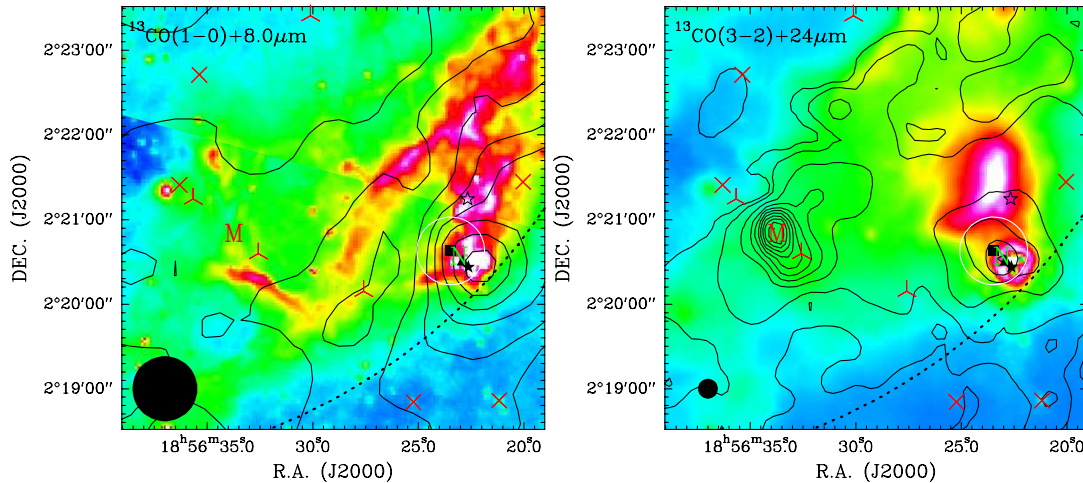 ¹³CO(1−0)+8.0μm
DEC. (J2000)
2°23′00″
2°22′00″
2°21′00″
2°20′00″
2°19′00″
M
18ʰ56ᵐ35ˢ.0
30ˢ.0
25ˢ.0
20ˢ.0
R.A. (J2000)
¹³CO(3−2)+24μm
DEC. (J2000)
2°23′00″
2°22′00″
2°21′00″
2°20′00″
2°19′00″
M
18ʰ56ᵐ35ˢ.0
30ˢ.0
25ˢ.0
20ˢ.0
R.A. (J2000)